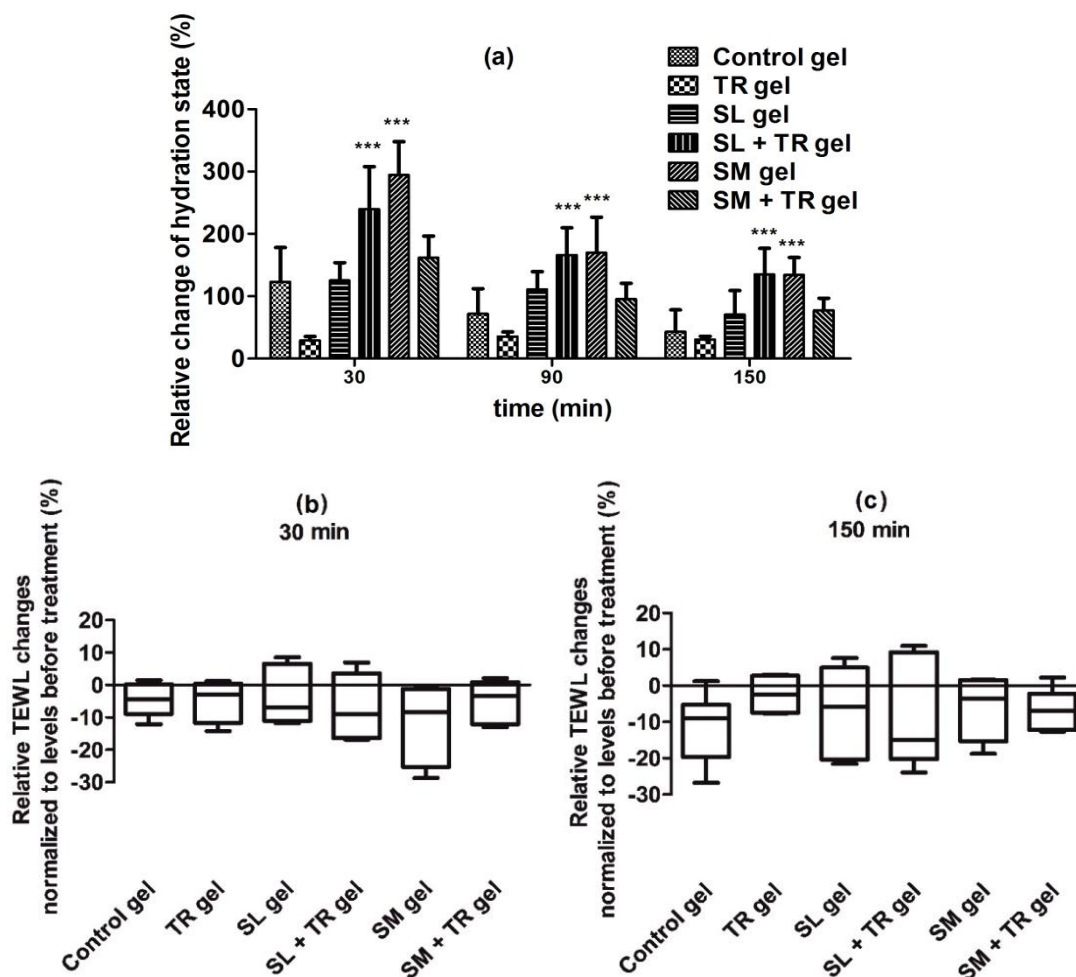 (a)
Relative change of hydration state (%)
400
300
200
100
0
*** *** *** *** *** ***
30 90 150
time (min)
Control gel
TR gel
SL gel
SL + TR gel
SM gel
SM + TR gel
(b)
30 min
Relative TEWL changes
normalized to levels before treatment (%)
20
10
0
-10
-20
-30
Control gel
TR gel
SL gel
SL + TR gel
SM gel
SM + TR gel
(c)
150 min
Relative TEWL changes
normalized to levels before treatment (%)
20
10
0
-10
-20
-30
Control gel
TR gel
SL gel
SL + TR gel
SM gel
SM + TR gel